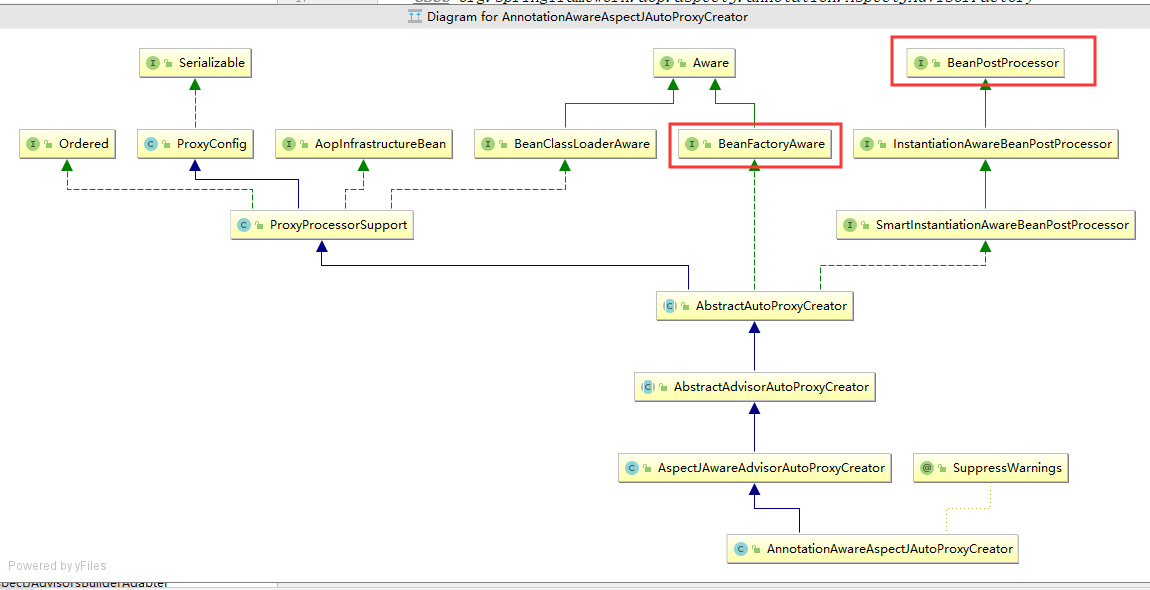 Diagram for AnnotationAwareAspectJAutoProxyCreator
Serializable
Aware
BeanPostProcessor
Ordered
ProxyConfig
AopInfrastructureBean
BeanClassLoaderAware
BeanFactoryAware
InstantiationAwareBeanPostProcessor
ProxyProcessorSupport
SmartInstantiationAwareBeanPostProcessor
AbstractAutoProxyCreator
AbstractAdvisorAutoProxyCreator
AspectJAwareAdvisorAutoProxyCreator
SuppressWarnings
AnnotationAwareAspectJAutoProxyCreator
Powered by yFiles